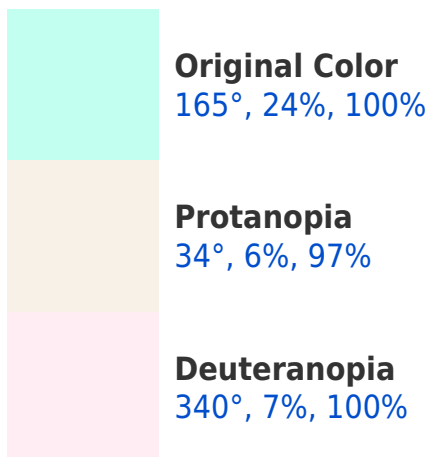 Original Color
165°, 24%, 100%
Protanopia
34°, 6%, 97%
Deuteranopia
340°, 7%, 100%